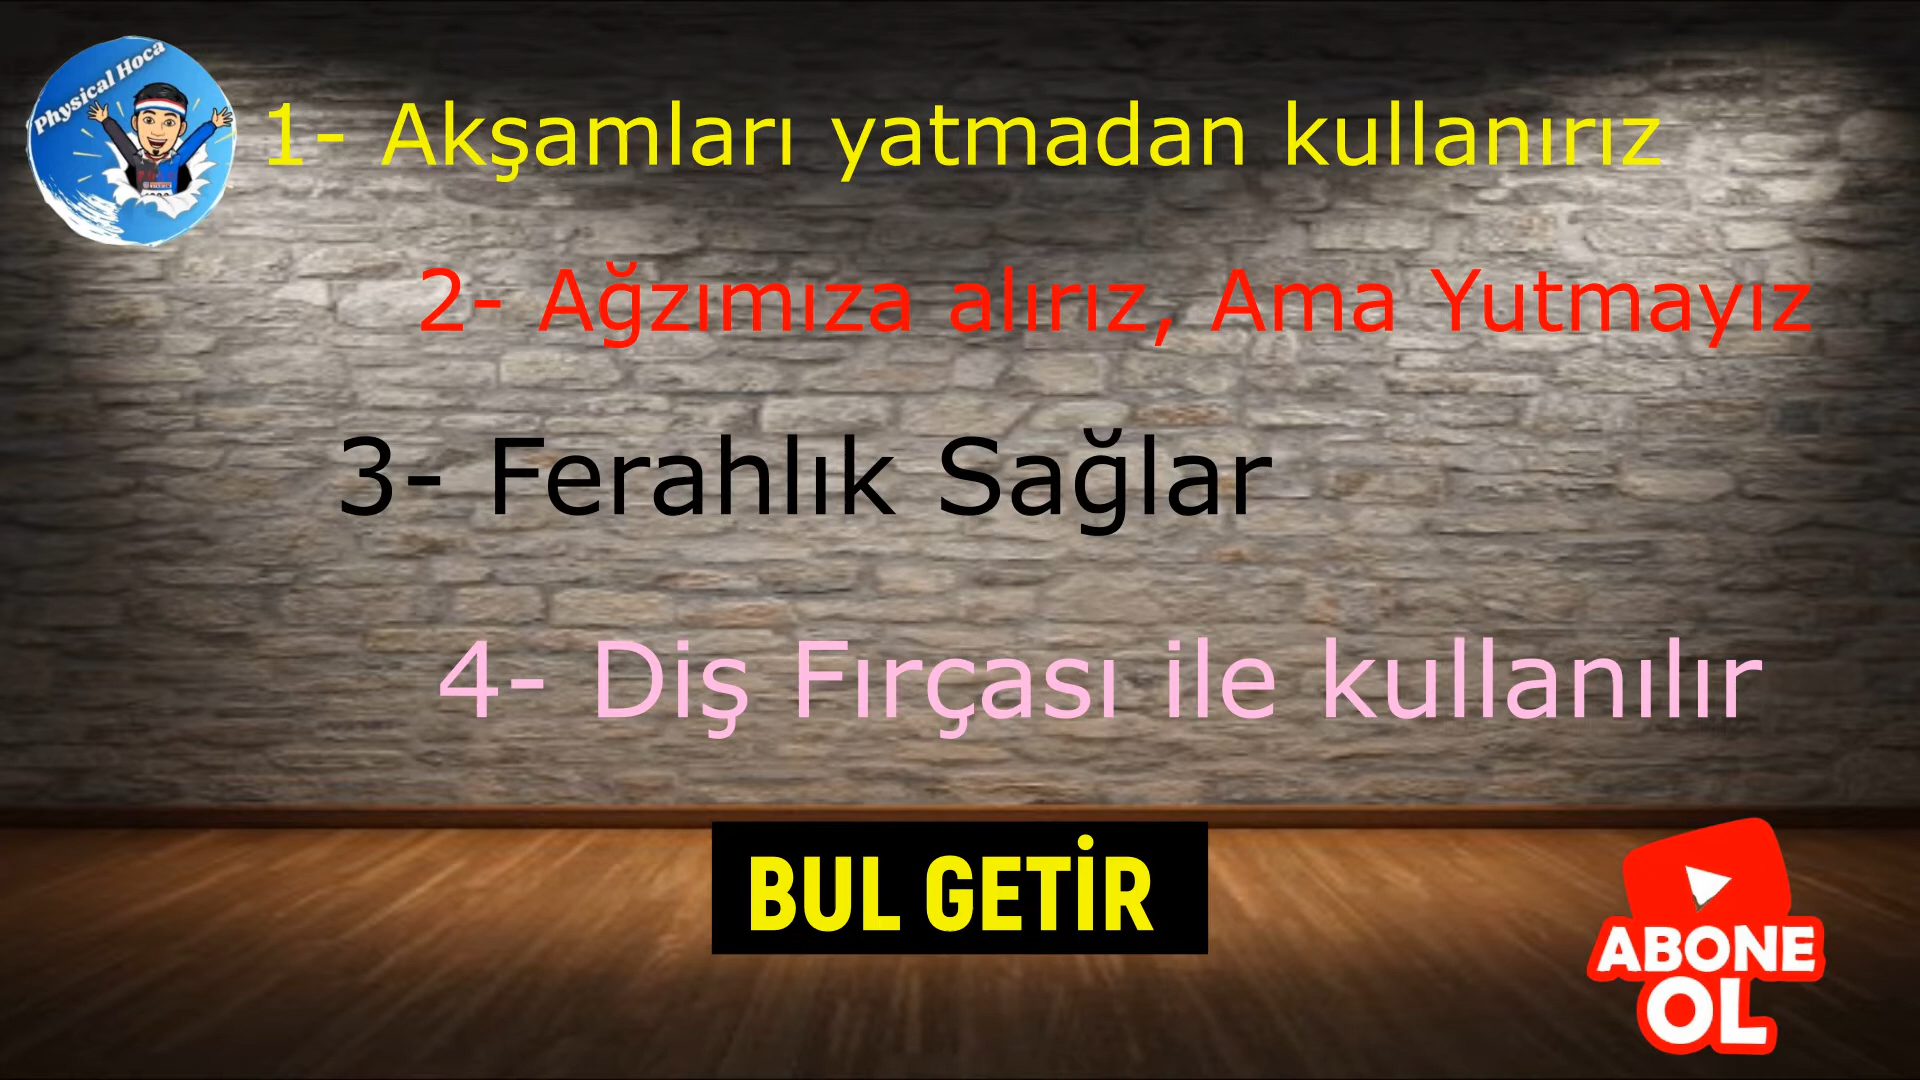 Physical Hoca
1- Akşamları yatmadan kullanırız
2- Ağzımıza alırız, Ama Yutmayız
3- Ferahlık Sağlar
4- Diş Fırçası ile kullanılır
BUL GETİR
ABONE
OL